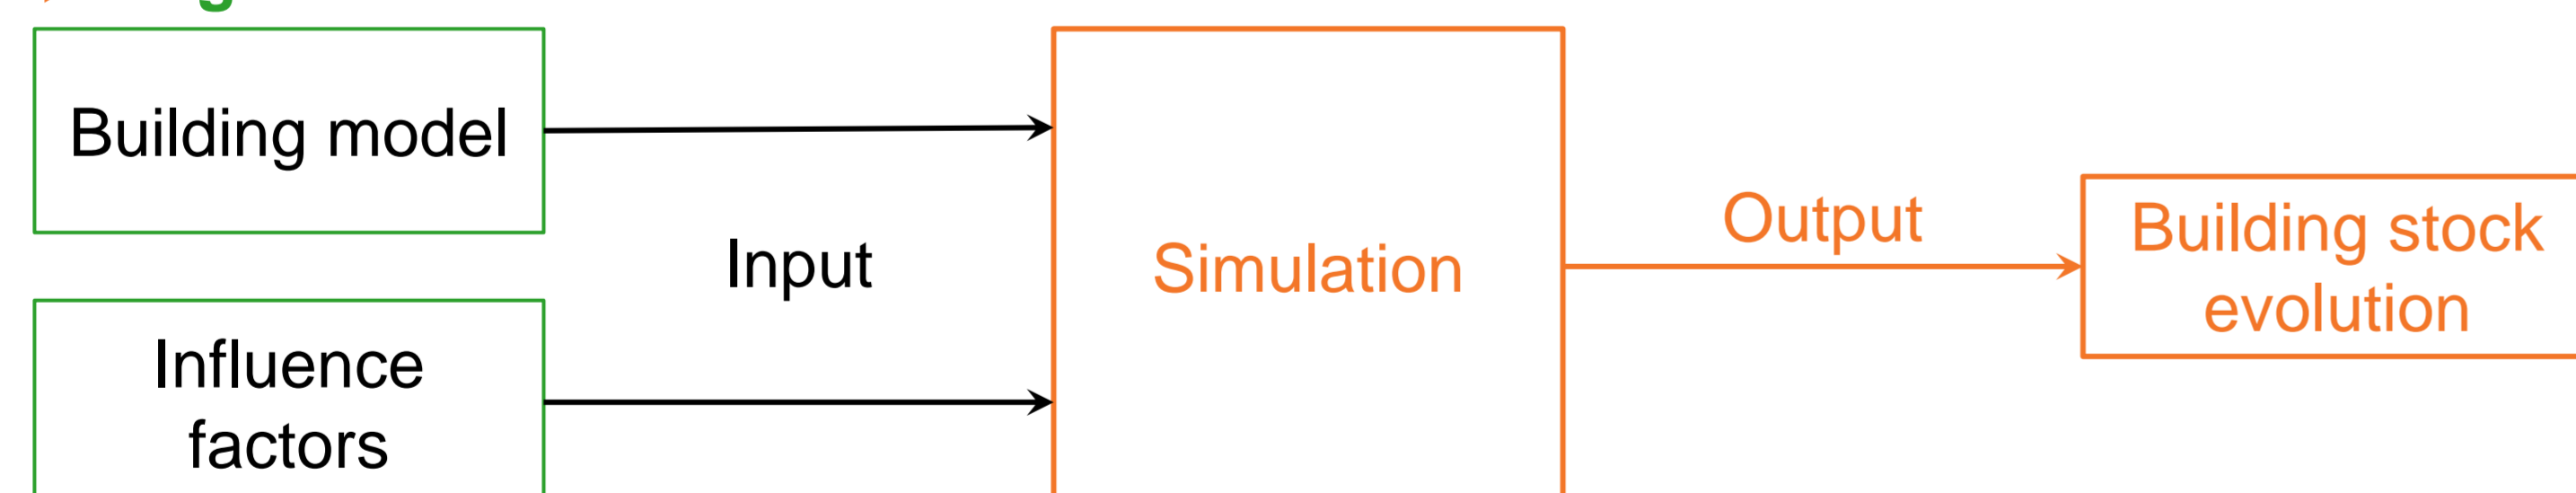 Building model
Input
Influence
factors
Simulation
Output
Building stock
evolution